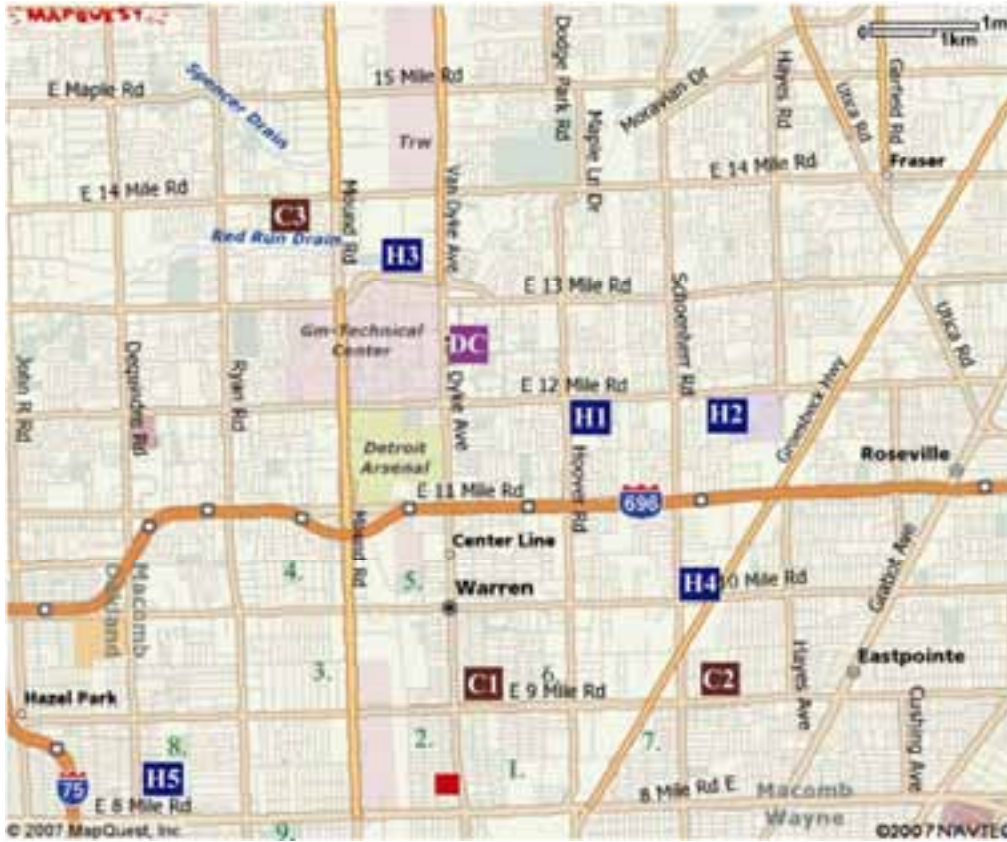 MAPQUEST
0 1m
1km
E Maple Rd
15 Mile Rd
Dodge Park Rd
Moravian Dr
Hayes Rd
Utica Rd
Garfield Rd
Spencer Drain
Trw
Maple Ln Dr
Fraser
E 14 Mile Rd
E 14 Mile Rd
C3
Mound Rd
Van Dyke Ave
Red Run Drain
H3
E 13 Mile Rd
Schoenherr Rd
Utica Rd
Gm-Technical
Center
DC
John R Rd
Dequindre Rd
Ryan Rd
Dyke Ave
E 12 Mile Rd
Groesbeck Hwy
H1
H2
Detroit
Arsenal
Hoover Rd
Roseville
E 11 Mile Rd
696
Mound Rd
Center Line
Gratiot Ave
4.
5.
H4
10 Mile Rd
Warren
Macomb
Oakland
3.
C1
6.
E 9 Mile Rd
C2
Hayes Ave
Eastpointe
Hazel Park
Cushing Ave
8.
2.
7.
1.
H5
75
E 8 Mile Rd
8 Mile Rd E
Macomb
Wayne
9.
© 2007 MapQuest, Inc.
©2007 NAVTEQ